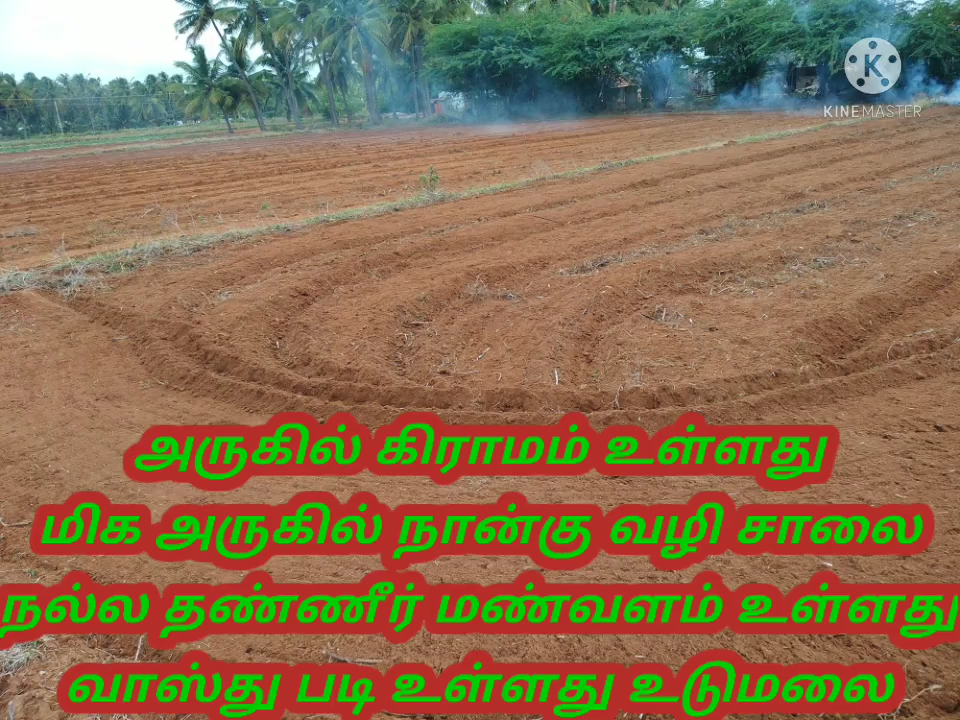 KINEMASTER
அருகில் கிராமம் உள்ளது
மிக அருகில் நான்கு வழி சாலை
நல்ல தண்ணீர் மண்வளம் உள்ளது
வாஸ்து படி உள்ளது உடுமலை